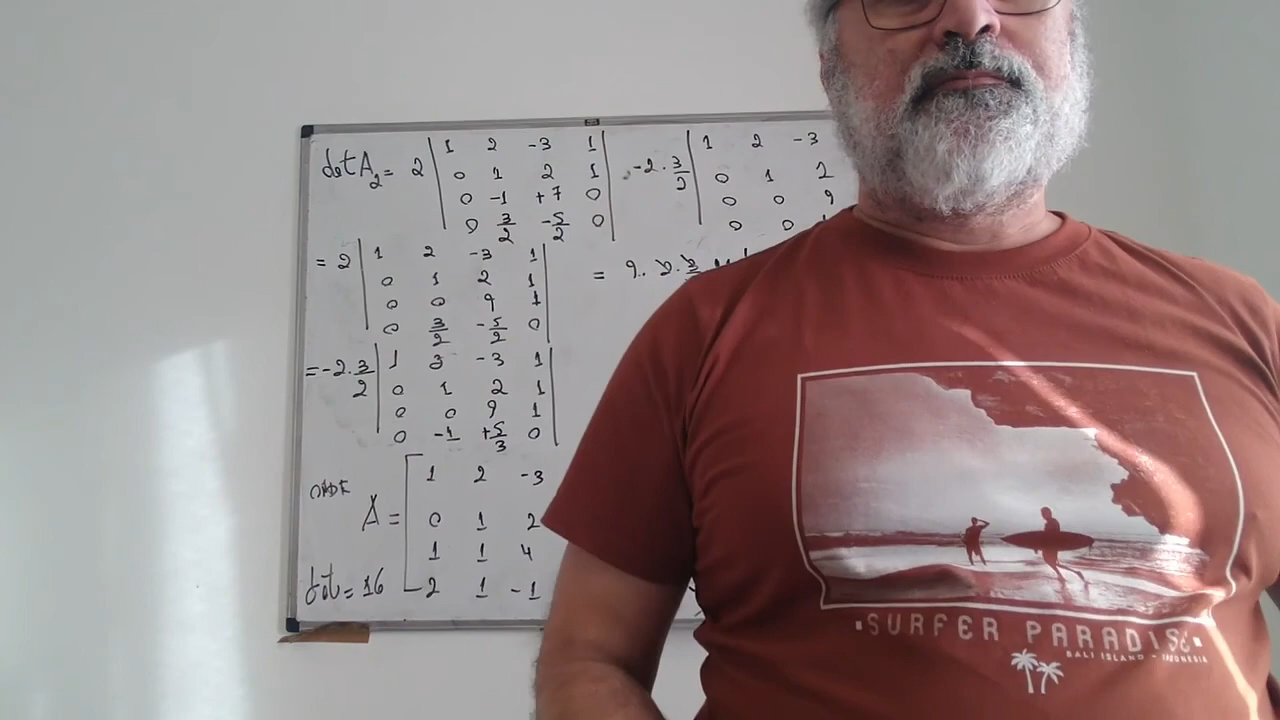 det A₂ = 2 | 1 2 -3 1 | -2·3/2 | 1 2 -3
| 0 1 2 1 | | 0 1 2
| 0 -1 +7 0 | | 0 0 9
| 0 3/2 -5/2 0 | | 0 0
= 2 | 1 2 -3 1 | = 9·
| 0 1 2 1 |
| 0 0 9 1 |
| 0 3/2 -5/2 0 |
= -2·3/2 | 1 3 -3 1 |
| 0 1 2 1 |
| 0 0 9 1 |
| 0 -1 +5/3 0 |
A = [ 1 2 -3
0 1 2
1 1 4
2 1 -1
= 16
SURFER PARADISE
BALI ISLAND - INDONESIA